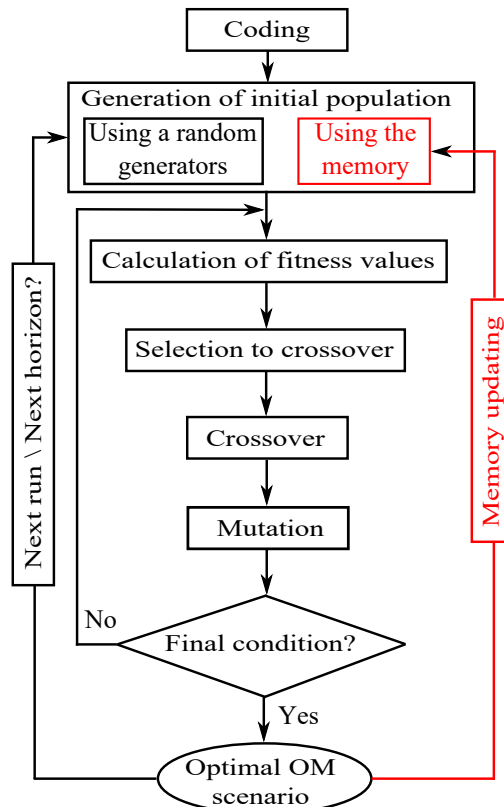 Coding
Generation of initial population
Using a random
generators
Using the
memory
Calculation of fitness values
Selection to crossover
Crossover
Mutation
Final condition?
No
Yes
Optimal OM
scenario
Next run \ Next horizon?
Memory updating